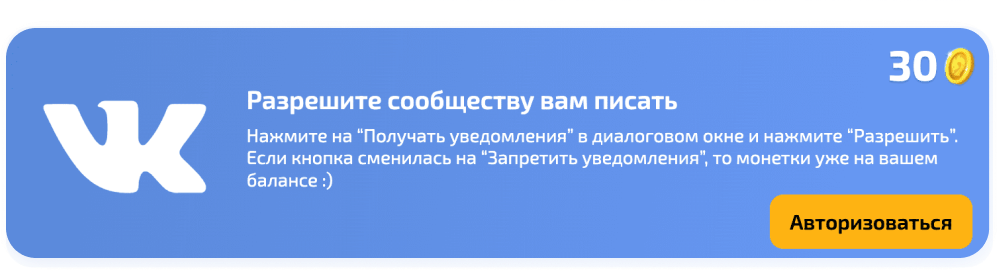 30
Разрешите сообществу вам писать
Нажмите на “Получать уведомления” в диалоговом окне и нажмите “Разрешить”.
Если кнопка сменилась на “Запретить уведомления”, то монетки уже на вашем
балансе :)
Авторизоваться